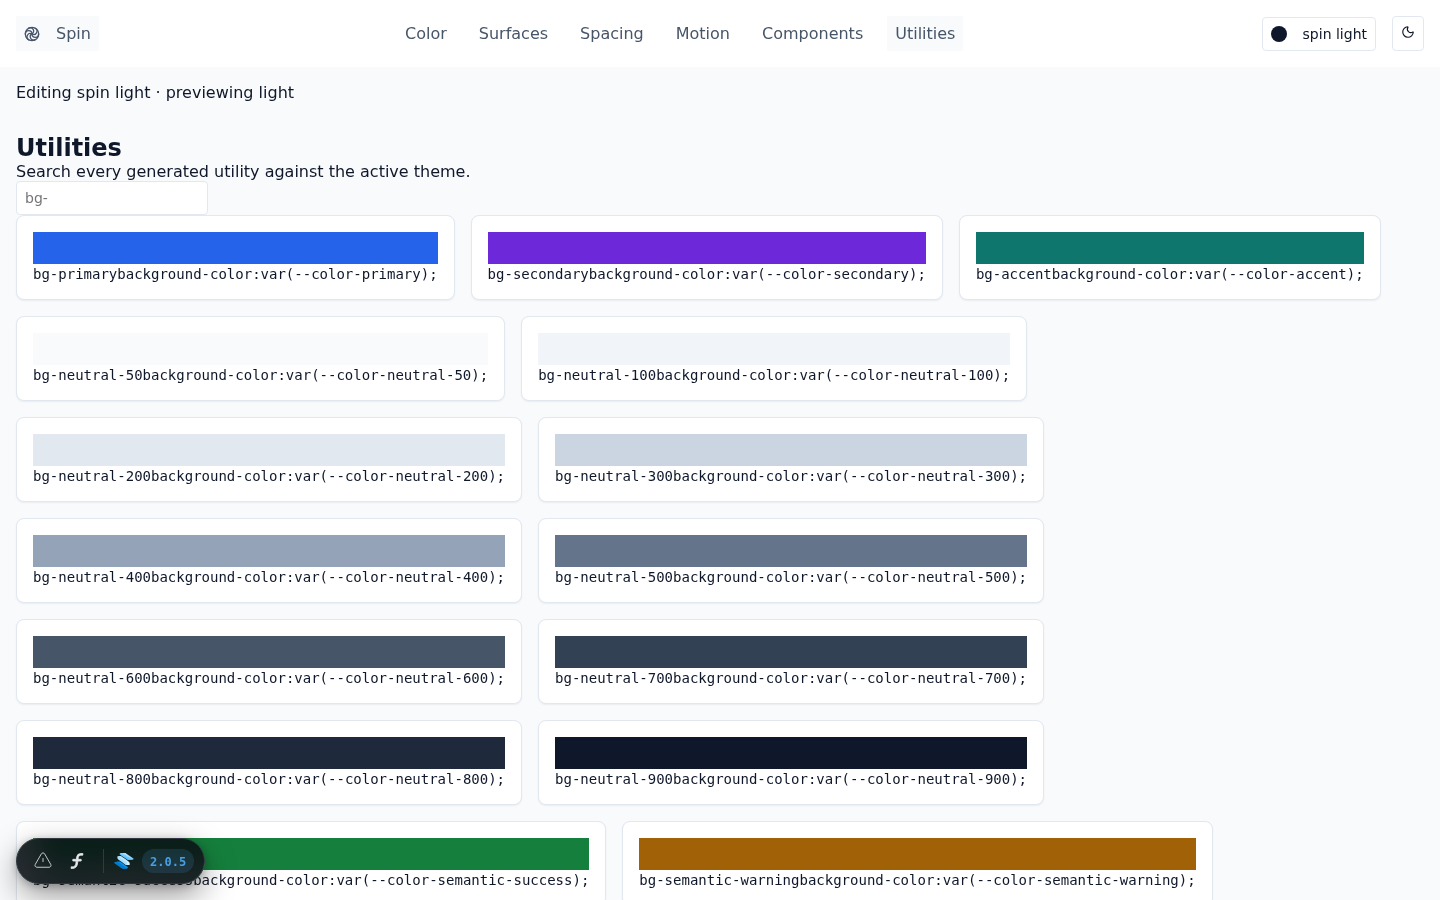 Spin Color Surfaces Spacing Motion Components Utilities spin light
Editing spin light · previewing light
Utilities
Search every generated utility against the active theme.
bg-
bg-primarybackground-color:var(--color-primary); bg-secondarybackground-color:var(--color-secondary); bg-accentbackground-color:var(--color-accent);
bg-neutral-50background-color:var(--color-neutral-50); bg-neutral-100background-color:var(--color-neutral-100);
bg-neutral-200background-color:var(--color-neutral-200); bg-neutral-300background-color:var(--color-neutral-300);
bg-neutral-400background-color:var(--color-neutral-400); bg-neutral-500background-color:var(--color-neutral-500);
bg-neutral-600background-color:var(--color-neutral-600); bg-neutral-700background-color:var(--color-neutral-700);
bg-neutral-800background-color:var(--color-neutral-800); bg-neutral-900background-color:var(--color-neutral-900);
2.0.5
bg-semantic-successbackground-color:var(--color-semantic-success); bg-semantic-warningbackground-color:var(--color-semantic-warning);